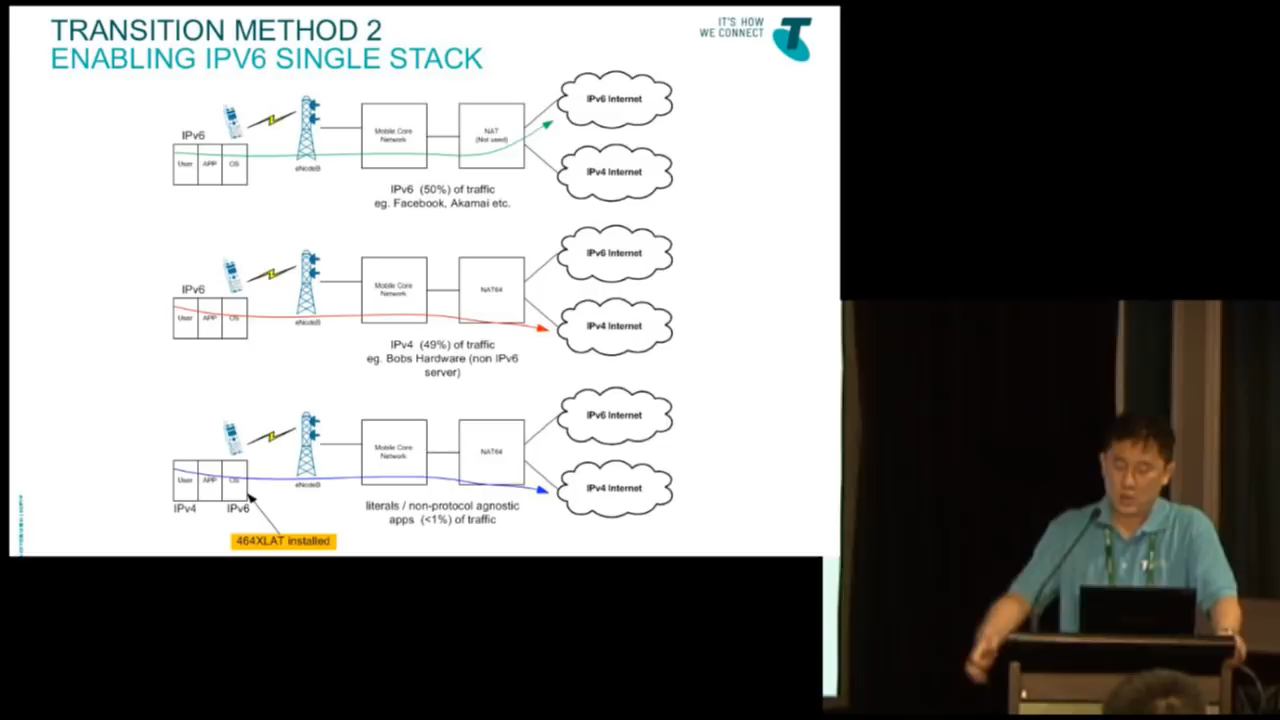 TRANSITION METHOD 2
ENABLING IPV6 SINGLE STACK
IT'S HOW
WE CONNECT
T
IPv6
User APP OS
eNodeB
Mobile Core
Network
NAT
(Not used)
IPv6 Internet
IPv4 Internet
IPv6 (50%) of traffic
eg. Facebook, Akamai etc.
IPv6
User APP OS
eNodeB
Mobile Core
Network
NAT64
IPv6 Internet
IPv4 Internet
IPv4 (49%) of traffic
eg. Bobs Hardware (non IPv6
server)
User APP OS
IPv4 IPv6
eNodeB
Mobile Core
Network
NAT64
IPv6 Internet
IPv4 Internet
literals / non-protocol agnostic
apps (<1%) of traffic
464XLAT installed